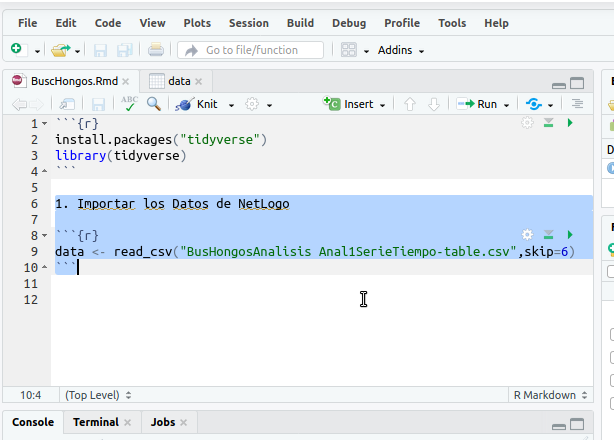 File Edit Code View Plots Session Build Debug Profile Tools Help
Go to file/function Addins
BuscHongos.Rmd data
ABC Knit Insert Run
1 ```{r}
2 install.packages("tidyverse")
3 library(tidyverse)
4 ```
5
6 1. Importar los Datos de NetLogo
7
8 ```{r}
9 data <- read_csv("BusHongosAnalisis Anal1SerieTiempo-table.csv",skip=6)
10 ```
11
12
10:4 (Top Level) R Markdown
Console Terminal Jobs